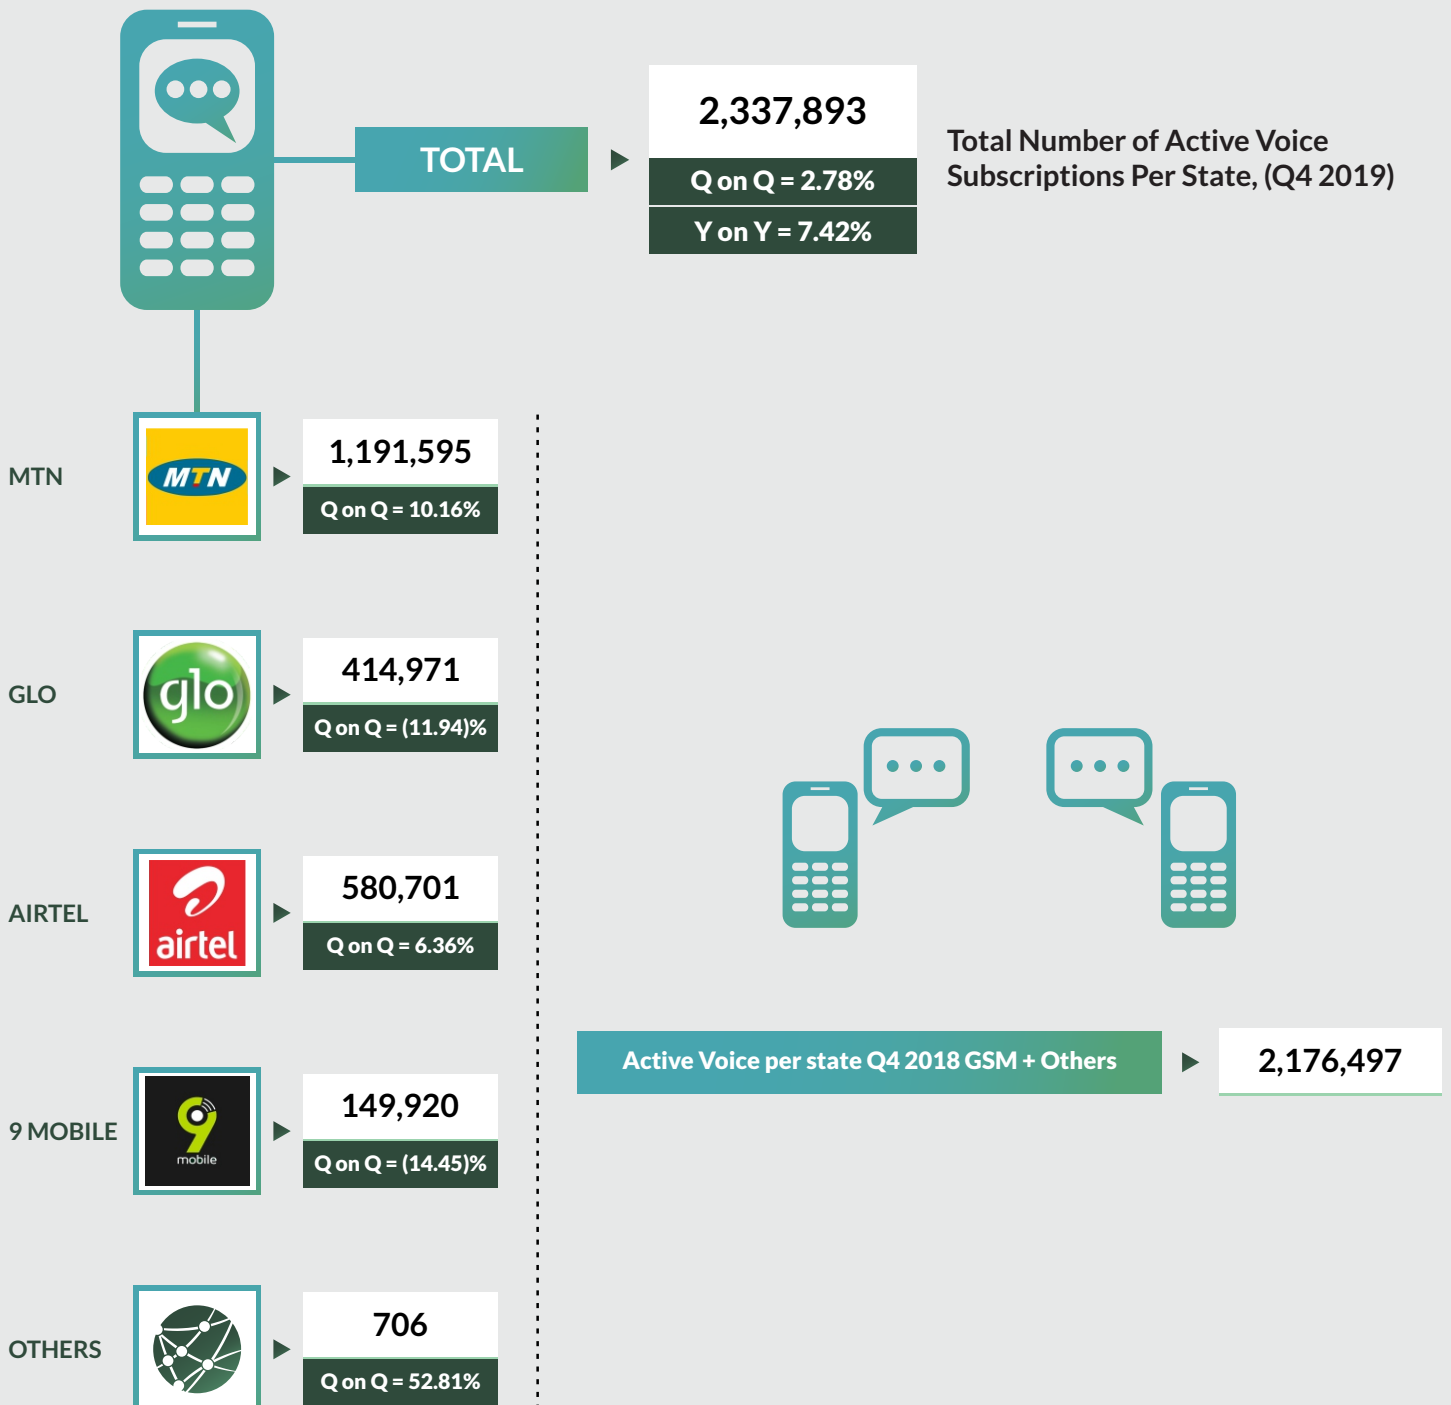 TOTAL
2,337,893
Q on Q = 2.78%
Y on Y = 7.42%
Total Number of Active Voice
Subscriptions Per State, (Q4 2019)
MTN
MTN
1,191,595
Q on Q = 10.16%
GLO
glo
414,971
Q on Q = (11.94)%
AIRTEL
airtel
580,701
Q on Q = 6.36%
Active Voice per state Q4 2018 GSM + Others
2,176,497
9 MOBILE
9
mobile
149,920
Q on Q = (14.45)%
OTHERS
706
Q on Q = 52.81%